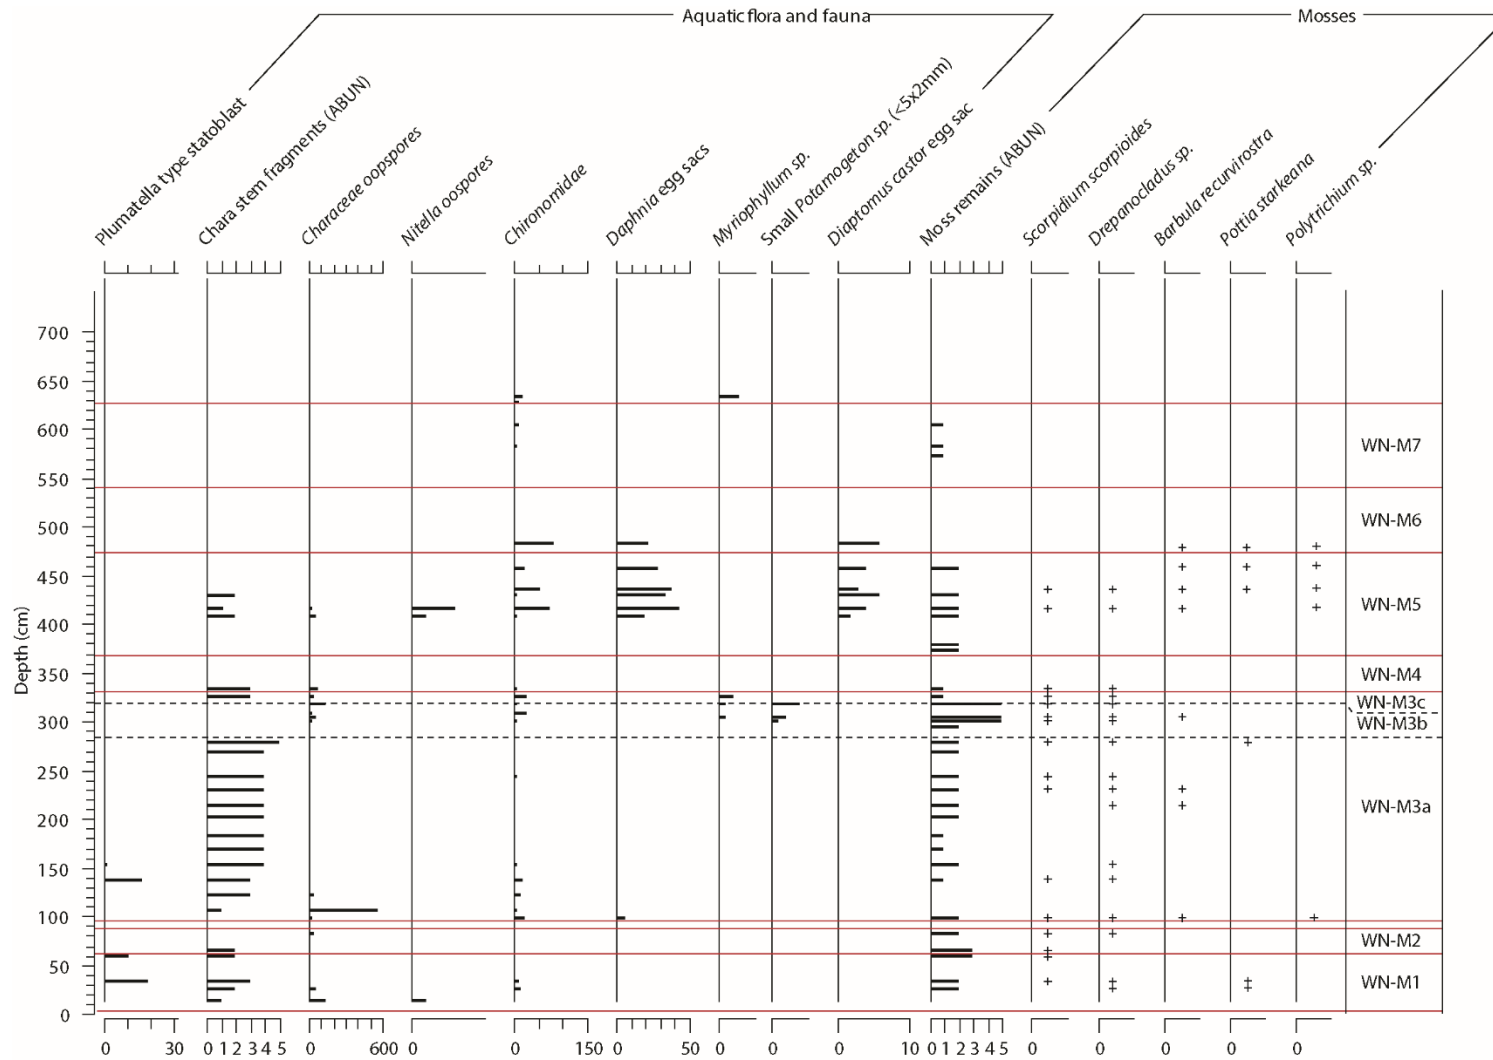 Aquatic flora and fauna
Mosses
Plumatella type statoblast
Chara stem fragments (ABUN)
Characeae oopspores
Nitella oospores
Chironomidae
Daphnia egg sacs
Myriophyllum sp.
Small Potamogeton sp. (<5x2mm)
Diaptomus castor egg sac
Moss remains (ABUN)
Scorpidium scorpioides
Drepanocladus sp.
Barbula recurvirostra
Pottia starkeana
Polytrichium sp.
Depth (cm)
700
650
600
550
500
450
400
350
300
250
200
150
100
50
0
WN-M7
WN-M6
WN-M5
WN-M4
WN-M3c
WN-M3b
WN-M3a
WN-M2
WN-M1
0 30 0 1 2 3 4 5 0 600 0 0 150 0 50 0 0 0 10 0 1 2 3 4 5 0 0 0 0 0